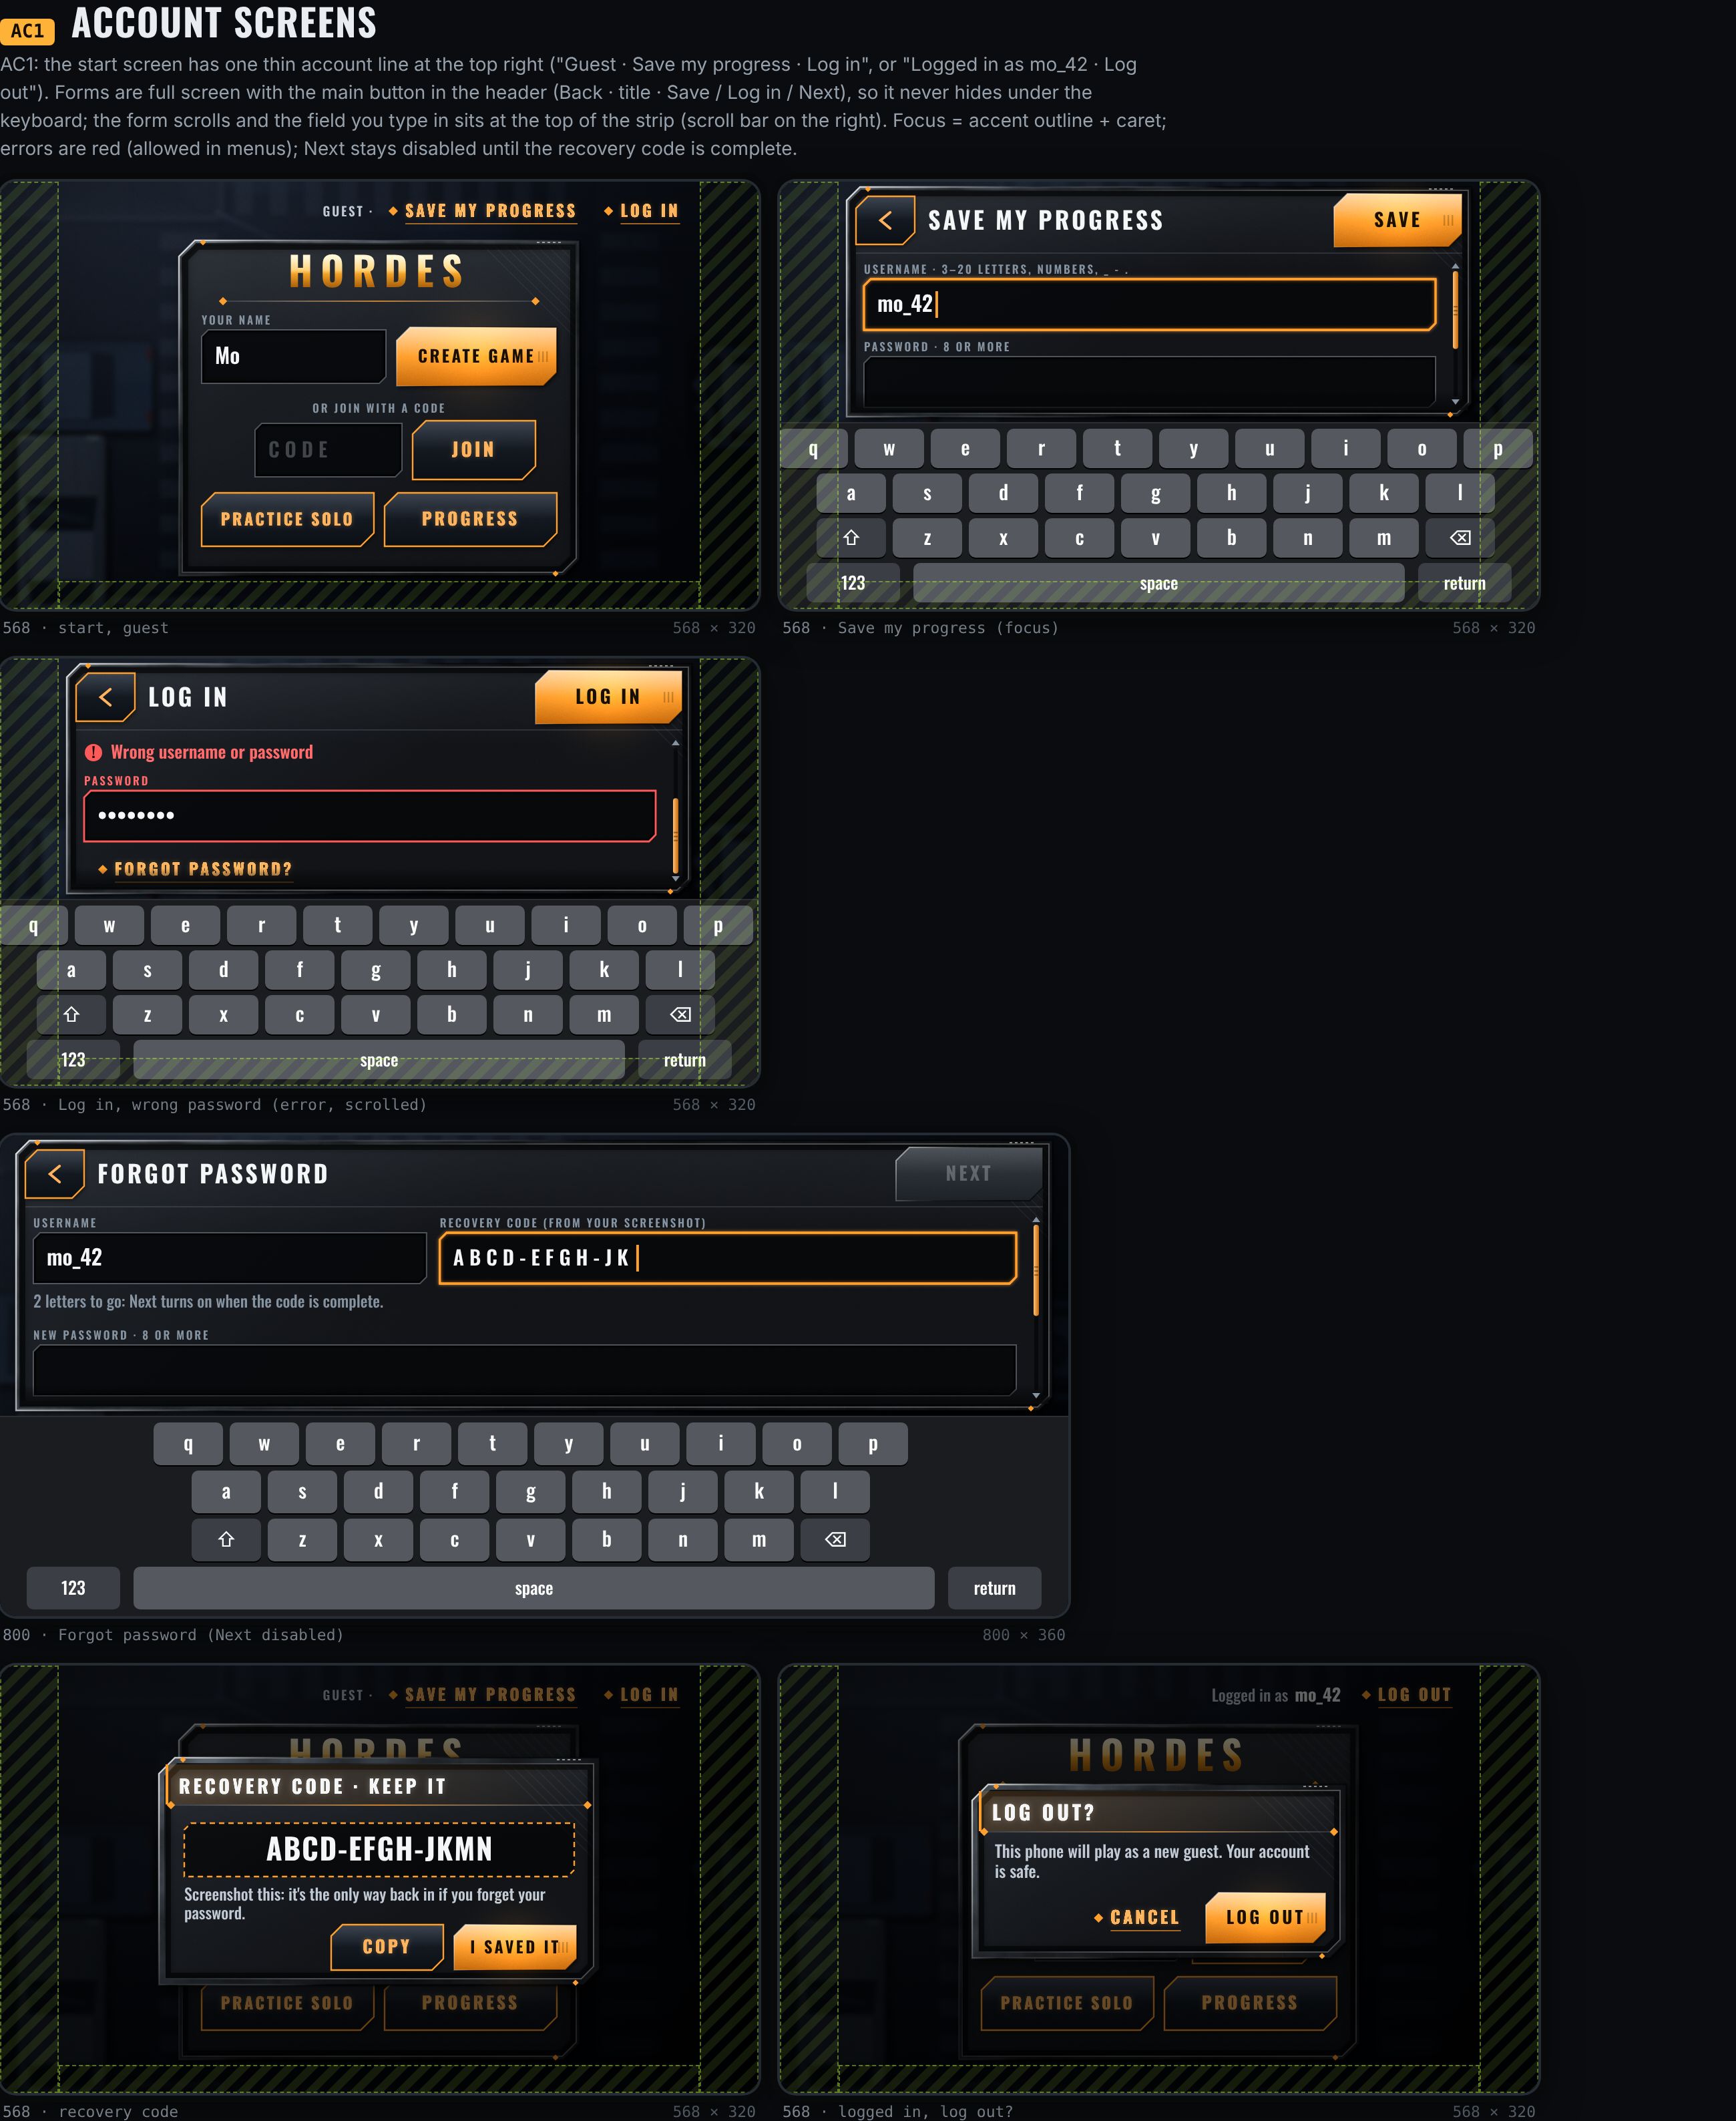 AC1 ACCOUNT SCREENS
AC1: the start screen has one thin account line at the top right ("Guest · Save my progress · Log in", or "Logged in as mo_42 · Log
out"). Forms are full screen with the main button in the header (Back · title · Save / Log in / Next), so it never hides under the
keyboard; the form scrolls and the field you type in sits at the top of the strip (scroll bar on the right). Focus = accent outline + caret;
errors are red (allowed in menus); Next stays disabled until the recovery code is complete.
GUEST · SAVE MY PROGRESS LOG IN
HORDES
YOUR NAME
Mo CREATE GAME
OR JOIN WITH A CODE
CODE JOIN
PRACTICE SOLO PROGRESS
568 · start, guest 568 × 320
SAVE MY PROGRESS SAVE
USERNAME · 3–20 LETTERS, NUMBERS, _ - .
mo_42
PASSWORD · 8 OR MORE
q w e r t y u i o p
a s d f g h j k l
z x c v b n m
123 space return
568 · Save my progress (focus) 568 × 320
LOG IN LOG IN
Wrong username or password
PASSWORD
FORGOT PASSWORD?
q w e r t y u i o p
a s d f g h j k l
z x c v b n m
123 space return
568 · Log in, wrong password (error, scrolled) 568 × 320
FORGOT PASSWORD NEXT
USERNAME RECOVERY CODE (FROM YOUR SCREENSHOT)
mo_42 ABCD-EFGH-JK
2 letters to go: Next turns on when the code is complete.
NEW PASSWORD · 8 OR MORE
q w e r t y u i o p
a s d f g h j k l
z x c v b n m
123 space return
800 · Forgot password (Next disabled) 800 × 360
GUEST · SAVE MY PROGRESS LOG IN
HORDES
RECOVERY CODE · KEEP IT
ABCD-EFGH-JKMN
Screenshot this: it's the only way back in if you forget your
password.
COPY I SAVED IT
PRACTICE SOLO PROGRESS
568 · recovery code 568 × 320
Logged in as mo_42 LOG OUT
HORDES
LOG OUT?
This phone will play as a new guest. Your account
is safe.
CANCEL LOG OUT
PRACTICE SOLO PROGRESS
568 · logged in, log out? 568 × 320